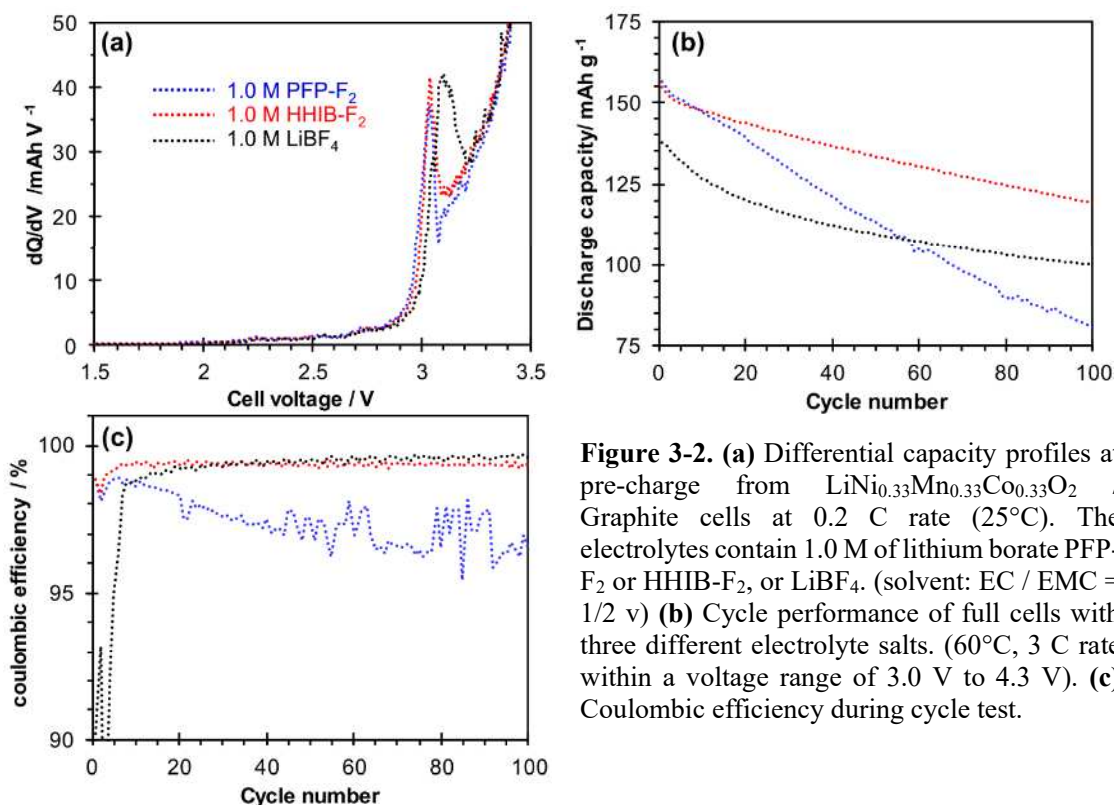 (a)
50
40
30
20
10
0
dQ/dV /mAh V⁻¹
1.0 M PFP-F₂
1.0 M HHIB-F₂
1.0 M LiBF₄
1.5 2 2.5 3 3.5
Cell voltage / V
(b)
175
150
125
100
75
Discharge capacity/ mAh g⁻¹
0 20 40 60 80 100
Cycle number
(c)
100
95
90
coulombic efficiency / %
0 20 40 60 80 100
Cycle number
Figure 3-2. (a) Differential capacity profiles at
pre-charge from LiNi₀.₃₃Mn₀.₃₃Co₀.₃₃O₂ /
Graphite cells at 0.2 C rate (25°C). The
electrolytes contain 1.0 M of lithium borate PFP-
F₂ or HHIB-F₂, or LiBF₄. (solvent: EC / EMC =
1/2 v) (b) Cycle performance of full cells with
three different electrolyte salts. (60°C, 3 C rate
within a voltage range of 3.0 V to 4.3 V). (c)
Coulombic efficiency during cycle test.